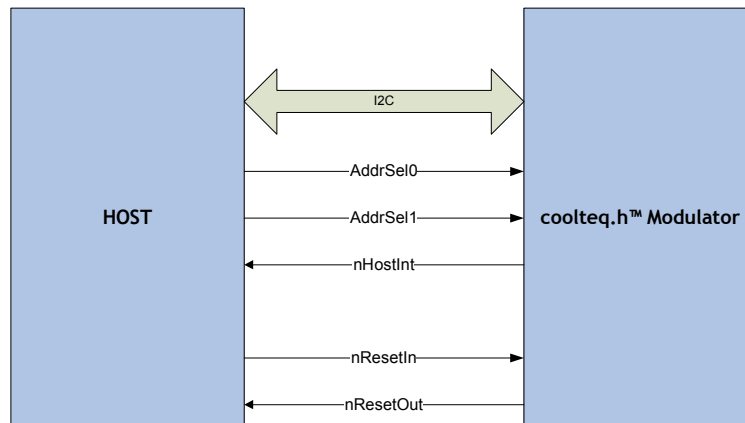 I2C
AddrSel0
HOST
AddrSel1
coolteq.h™ Modulator
nHostInt
nResetIn
nResetOut